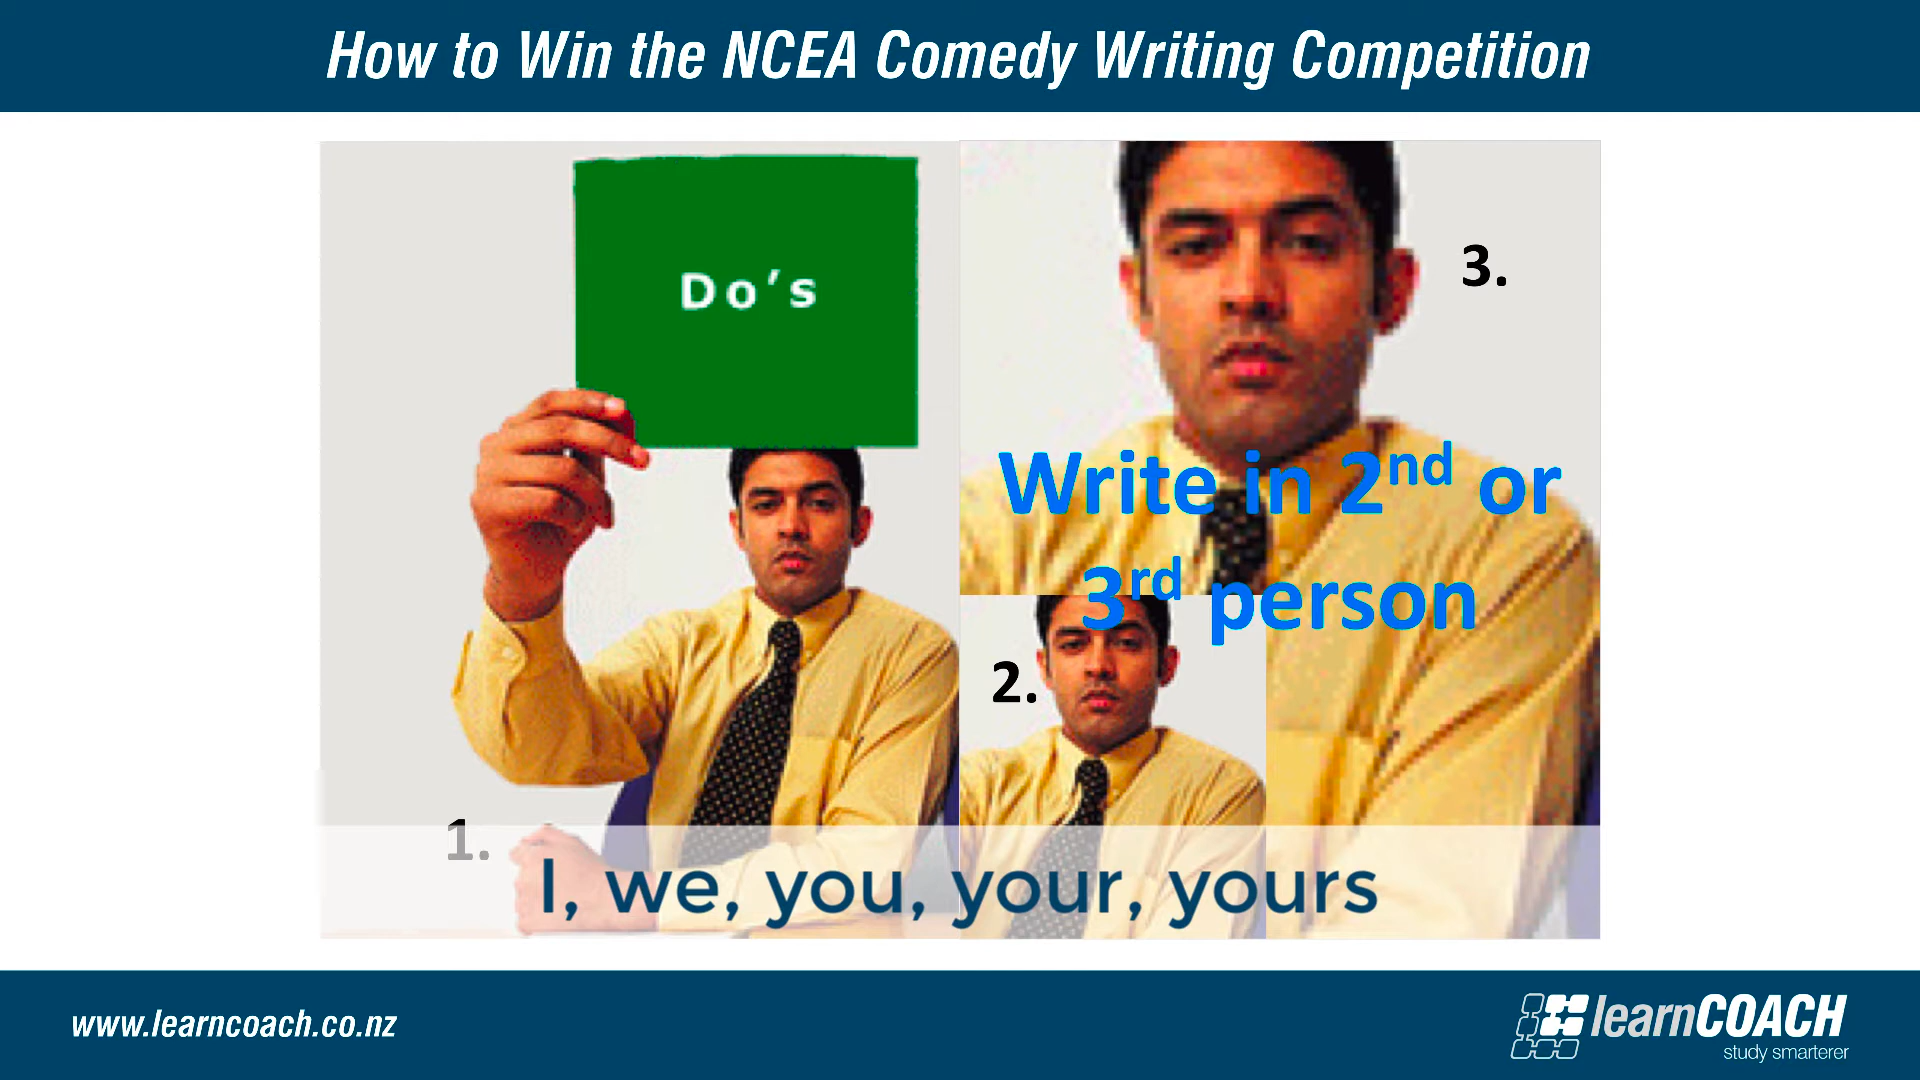 How to Win the NCEA Comedy Writing Competition
Do's
3.
Write in 2nd or
3rd person
2.
1.
I, we, you, your, yours
www.learncoach.co.nz
learnCOACH
study smarterer